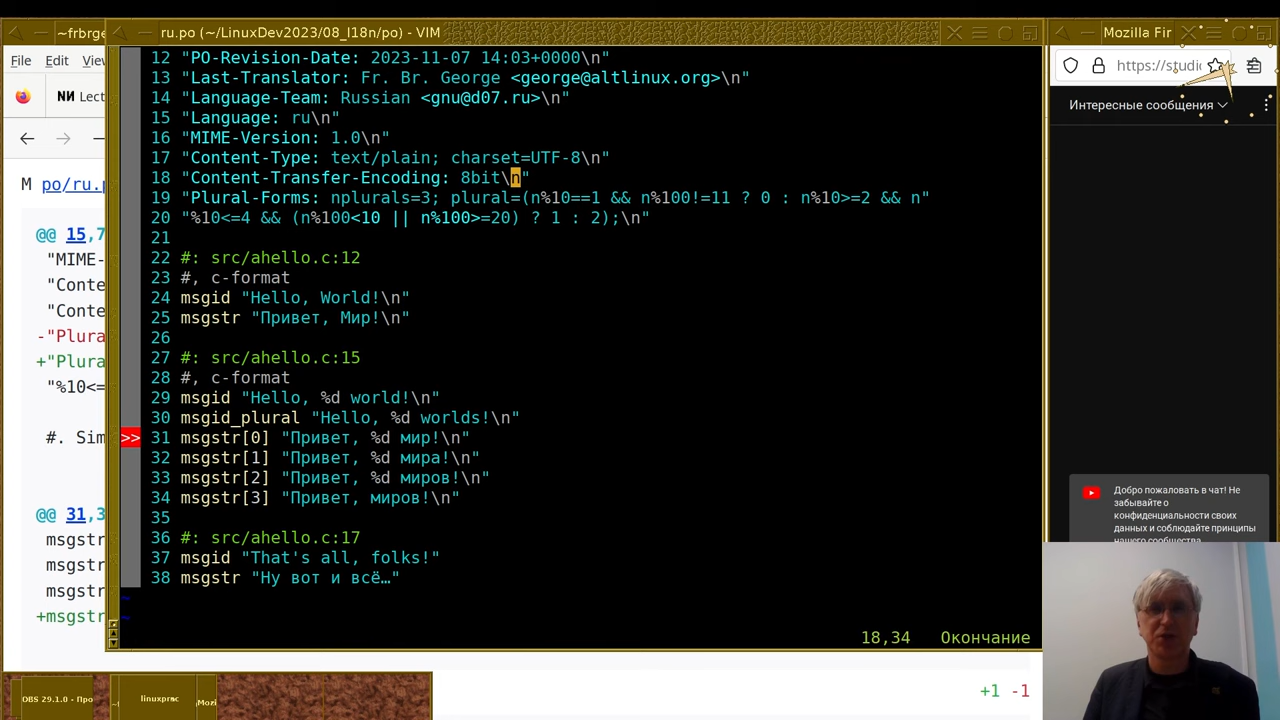 ~frbrge
ru.po (~/LinuxDev2023/08_I18n/po) - VIM
Mozilla Fir
File Edit View
Lect
https://studio
Интересные сообщения
M po/ru.p
@@ 15,7
"MIME-
"Conte
"Conte
-"Plura
+"Plura
"%10<=
#. Sim
@@ 31,3
msgstr
msgstr
msgstr
+msgstr
12 "PO-Revision-Date: 2023-11-07 14:03+0000\n"
13 "Last-Translator: Fr. Br. George <george@altlinux.org>\n"
14 "Language-Team: Russian <gnu@d07.ru>\n"
15 "Language: ru\n"
16 "MIME-Version: 1.0\n"
17 "Content-Type: text/plain; charset=UTF-8\n"
18 "Content-Transfer-Encoding: 8bit\n"
19 "Plural-Forms: nplurals=3; plural=(n%10==1 && n%100!=11 ? 0 : n%10>=2 && n"
20 "%10<=4 && (n%100<10 || n%100>=20) ? 1 : 2);\n"
21
22 #: src/ahello.c:12
23 #, c-format
24 msgid "Hello, World!\n"
25 msgstr "Привет, Мир!\n"
26
27 #: src/ahello.c:15
28 #, c-format
29 msgid "Hello, %d world!\n"
30 msgid_plural "Hello, %d worlds!\n"
>> 31 msgstr[0] "Привет, %d мир!\n"
32 msgstr[1] "Привет, %d мира!\n"
33 msgstr[2] "Привет, %d миров!\n"
34 msgstr[3] "Привет, миров!\n"
35
36 #: src/ahello.c:17
37 msgid "That's all, folks!"
38 msgstr "Ну вот и всё…"
~
~
18,34 Окончание
Добро пожаловать в чат! Не
забывайте о
конфиденциальности своих
данных и соблюдайте принципы
нашего сообщества.
+1 -1
OBS 29.1.0 - Про
linuxprac
Mozi